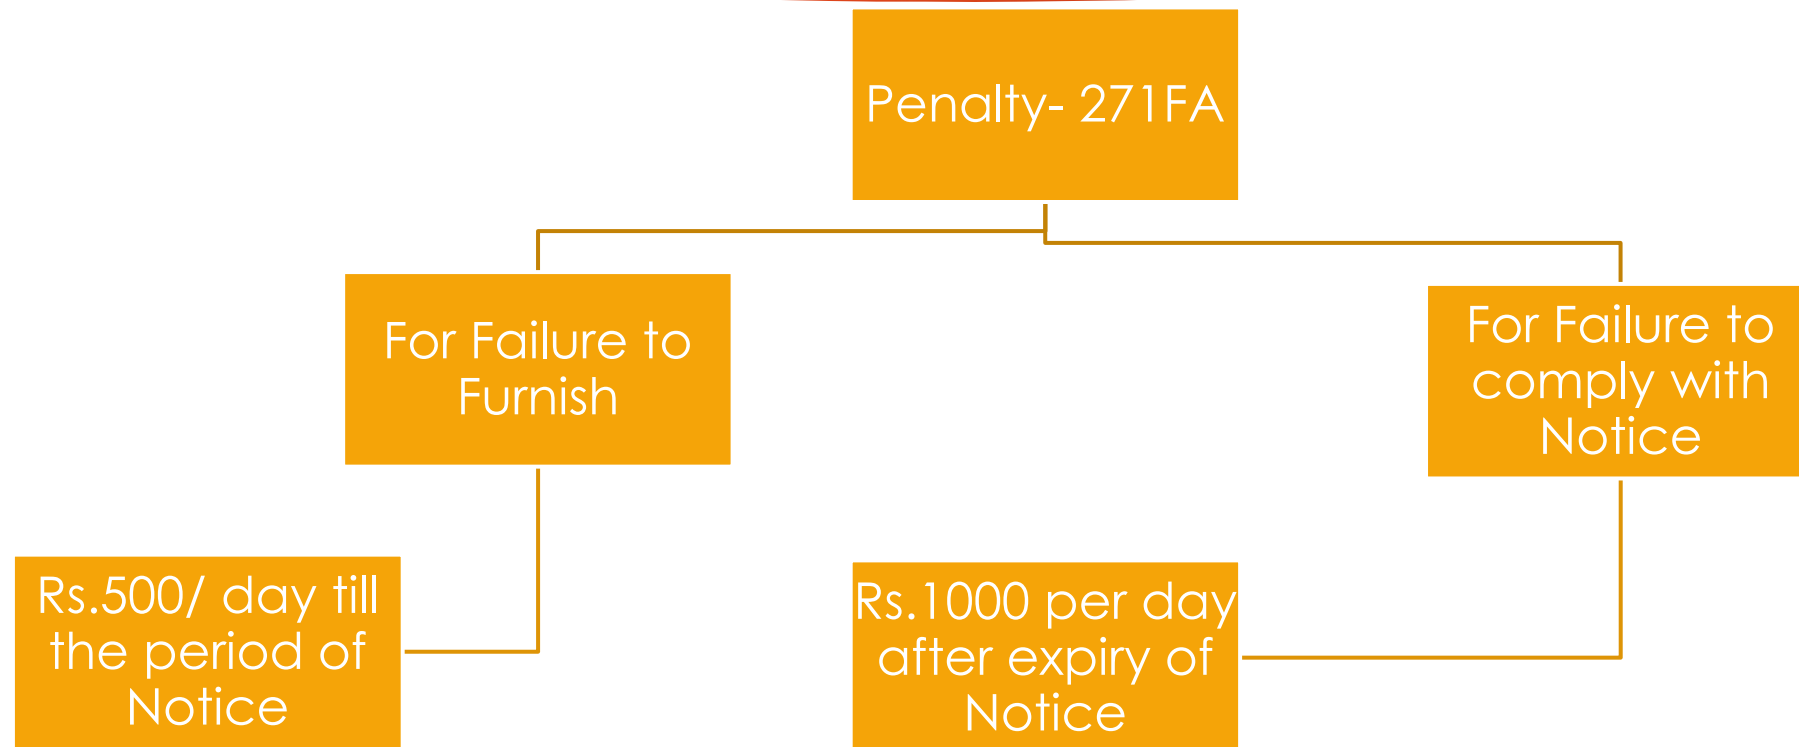 Penalty- 271FA
For Failure to
Furnish
For Failure to
comply with
Notice
Rs.500/ day till
the period of
Notice
Rs.1000 per day
after expiry of
Notice